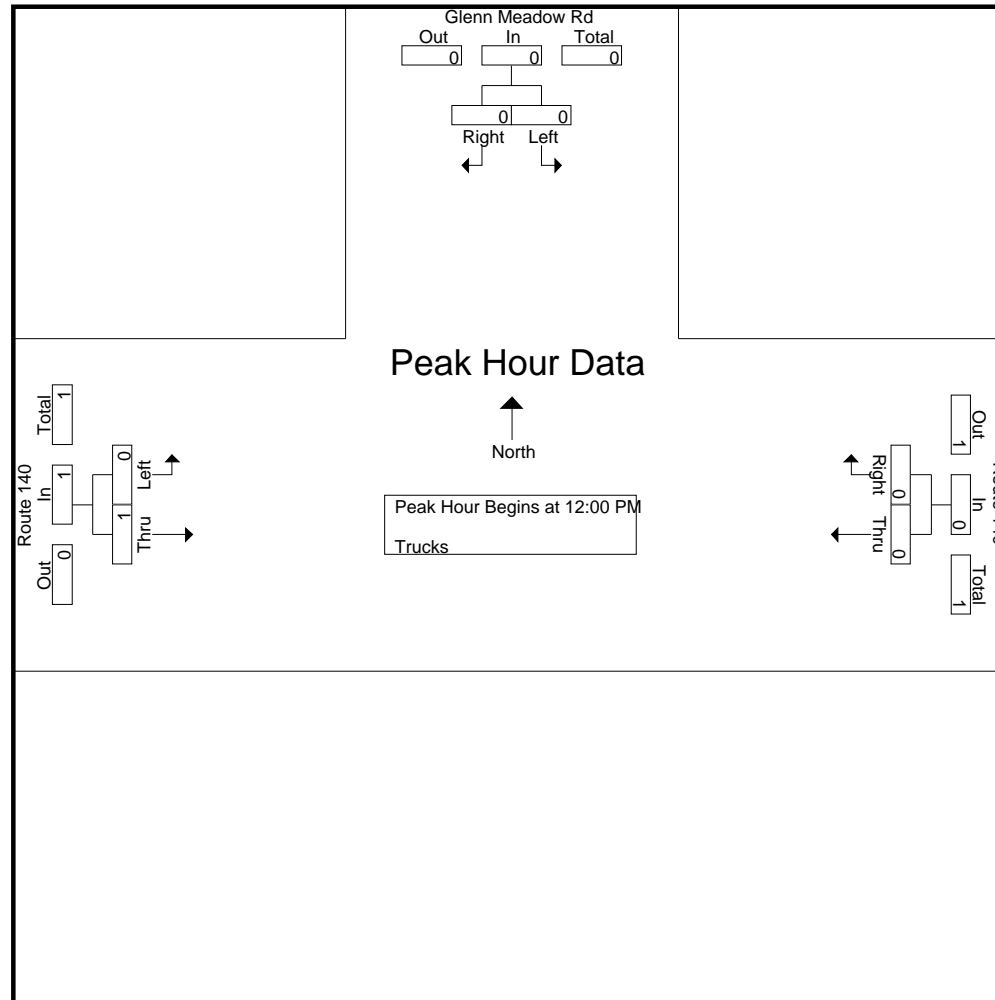 Glenn Meadow Rd
Out In Total
0 0 0
0 0
Right Left
Peak Hour Data
North
Peak Hour Begins at 12:00 PM
Trucks
Route 140
Total In Out
1 1 0
0 1
Left Thru
Out In Total
1 0 1
0 0
Right Thru